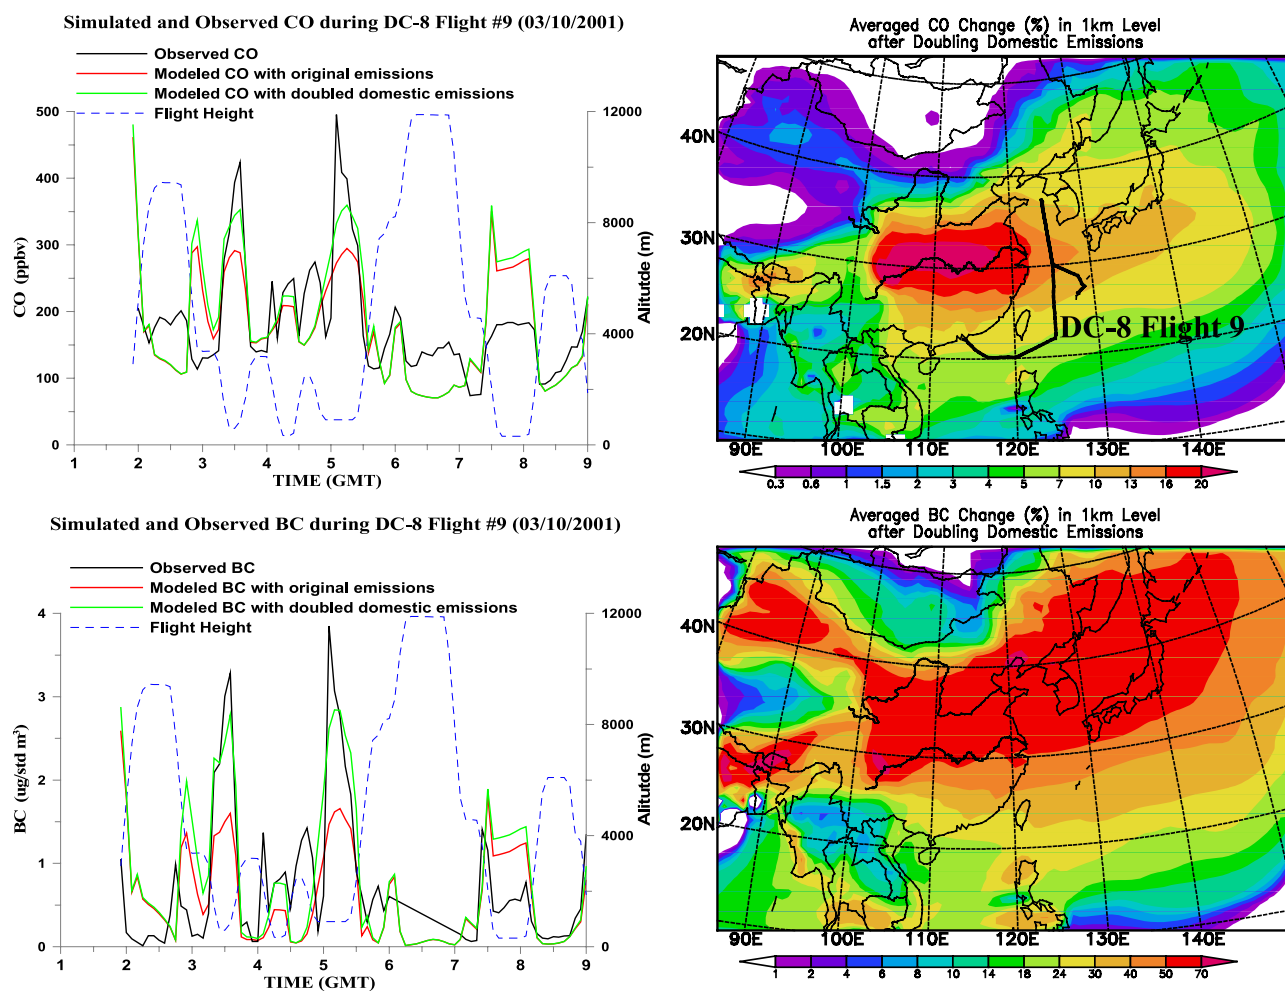 Simulated and Observed CO during DC-8 Flight #9 (03/10/2001)
Observed CO
Modeled CO with original emissions
Modeled CO with doubled domestic emissions
Flight Height
500
400
300
200
100
0
CO (ppbv)
12000
8000
4000
0
Alitutde (m)
1 2 3 4 5 6 7 8 9
TIME (GMT)
Averaged CO Change (%) in 1km Level
after Doubling Domestic Emissions
40N
30N
20N
DC-8 Flight 9
90E 100E 110E 120E 130E 140E
0.3 0.6 1 1.5 2 3 4 5 7 10 13 16 20
Simulated and Observed BC during DC-8 Flight #9 (03/10/2001)
Observed BC
Modeled BC with original emissions
Modeled BC with doubled domestic emissions
Flight Height
4
3
2
1
0
BC (ug/std m³)
12000
8000
4000
0
Alitutde (m)
1 2 3 4 5 6 7 8 9
TIME (GMT)
Averaged BC Change (%) in 1km Level
after Doubling Domestic Emissions
40N
30N
20N
90E 100E 110E 120E 130E 140E
1 2 4 6 8 10 14 18 24 30 40 50 70